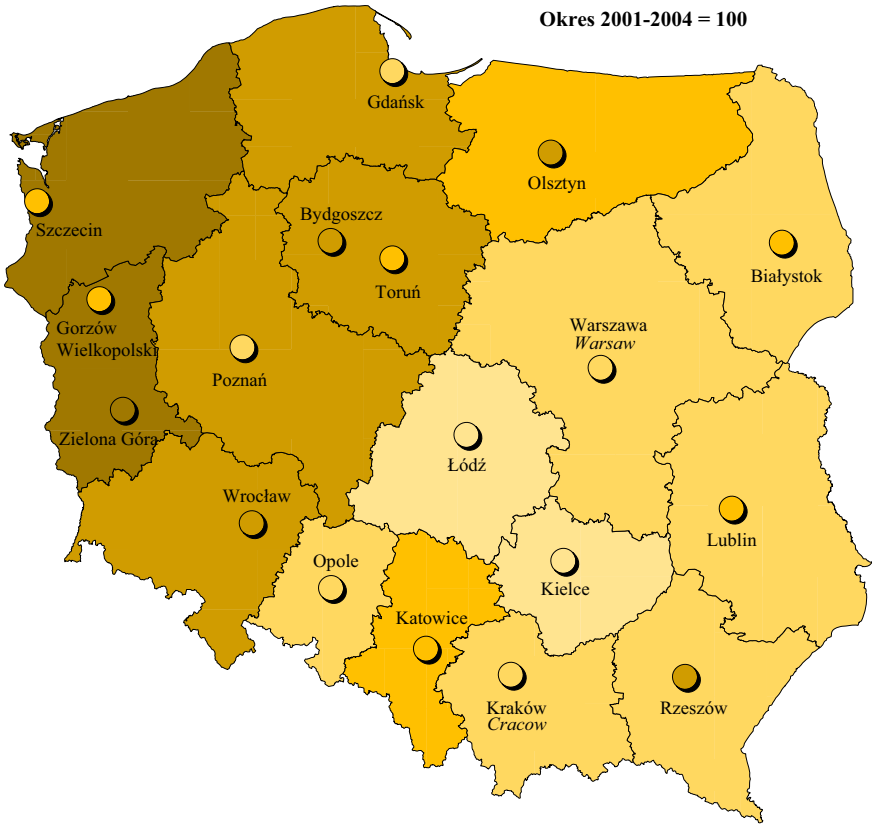 Okres 2001-2004 = 100
Gdańsk
Olsztyn
Bydgoszcz
Szczecin
Białystok
Toruń
Gorzów
Wielkopolski
Warszawa
Warsaw
Poznań
Zielona Góra
Łódź
Wrocław
Lublin
Opole
Kielce
Katowice
Kraków
Cracow
Rzeszów